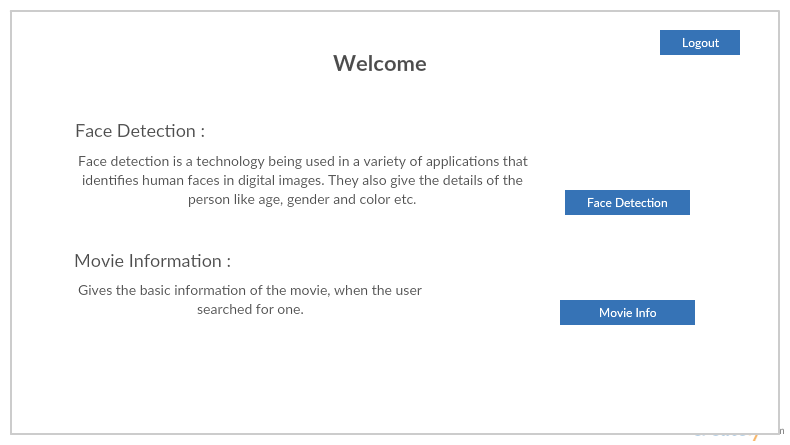 Logout
Welcome
Face Detection :
Face detection is a technology being used in a variety of applications that
identifies human faces in digital images. They also give the details of the
person like age, gender and color etc.
Face Detection
Movie Information :
Gives the basic information of the movie, when the user
searched for one.
Movie Info